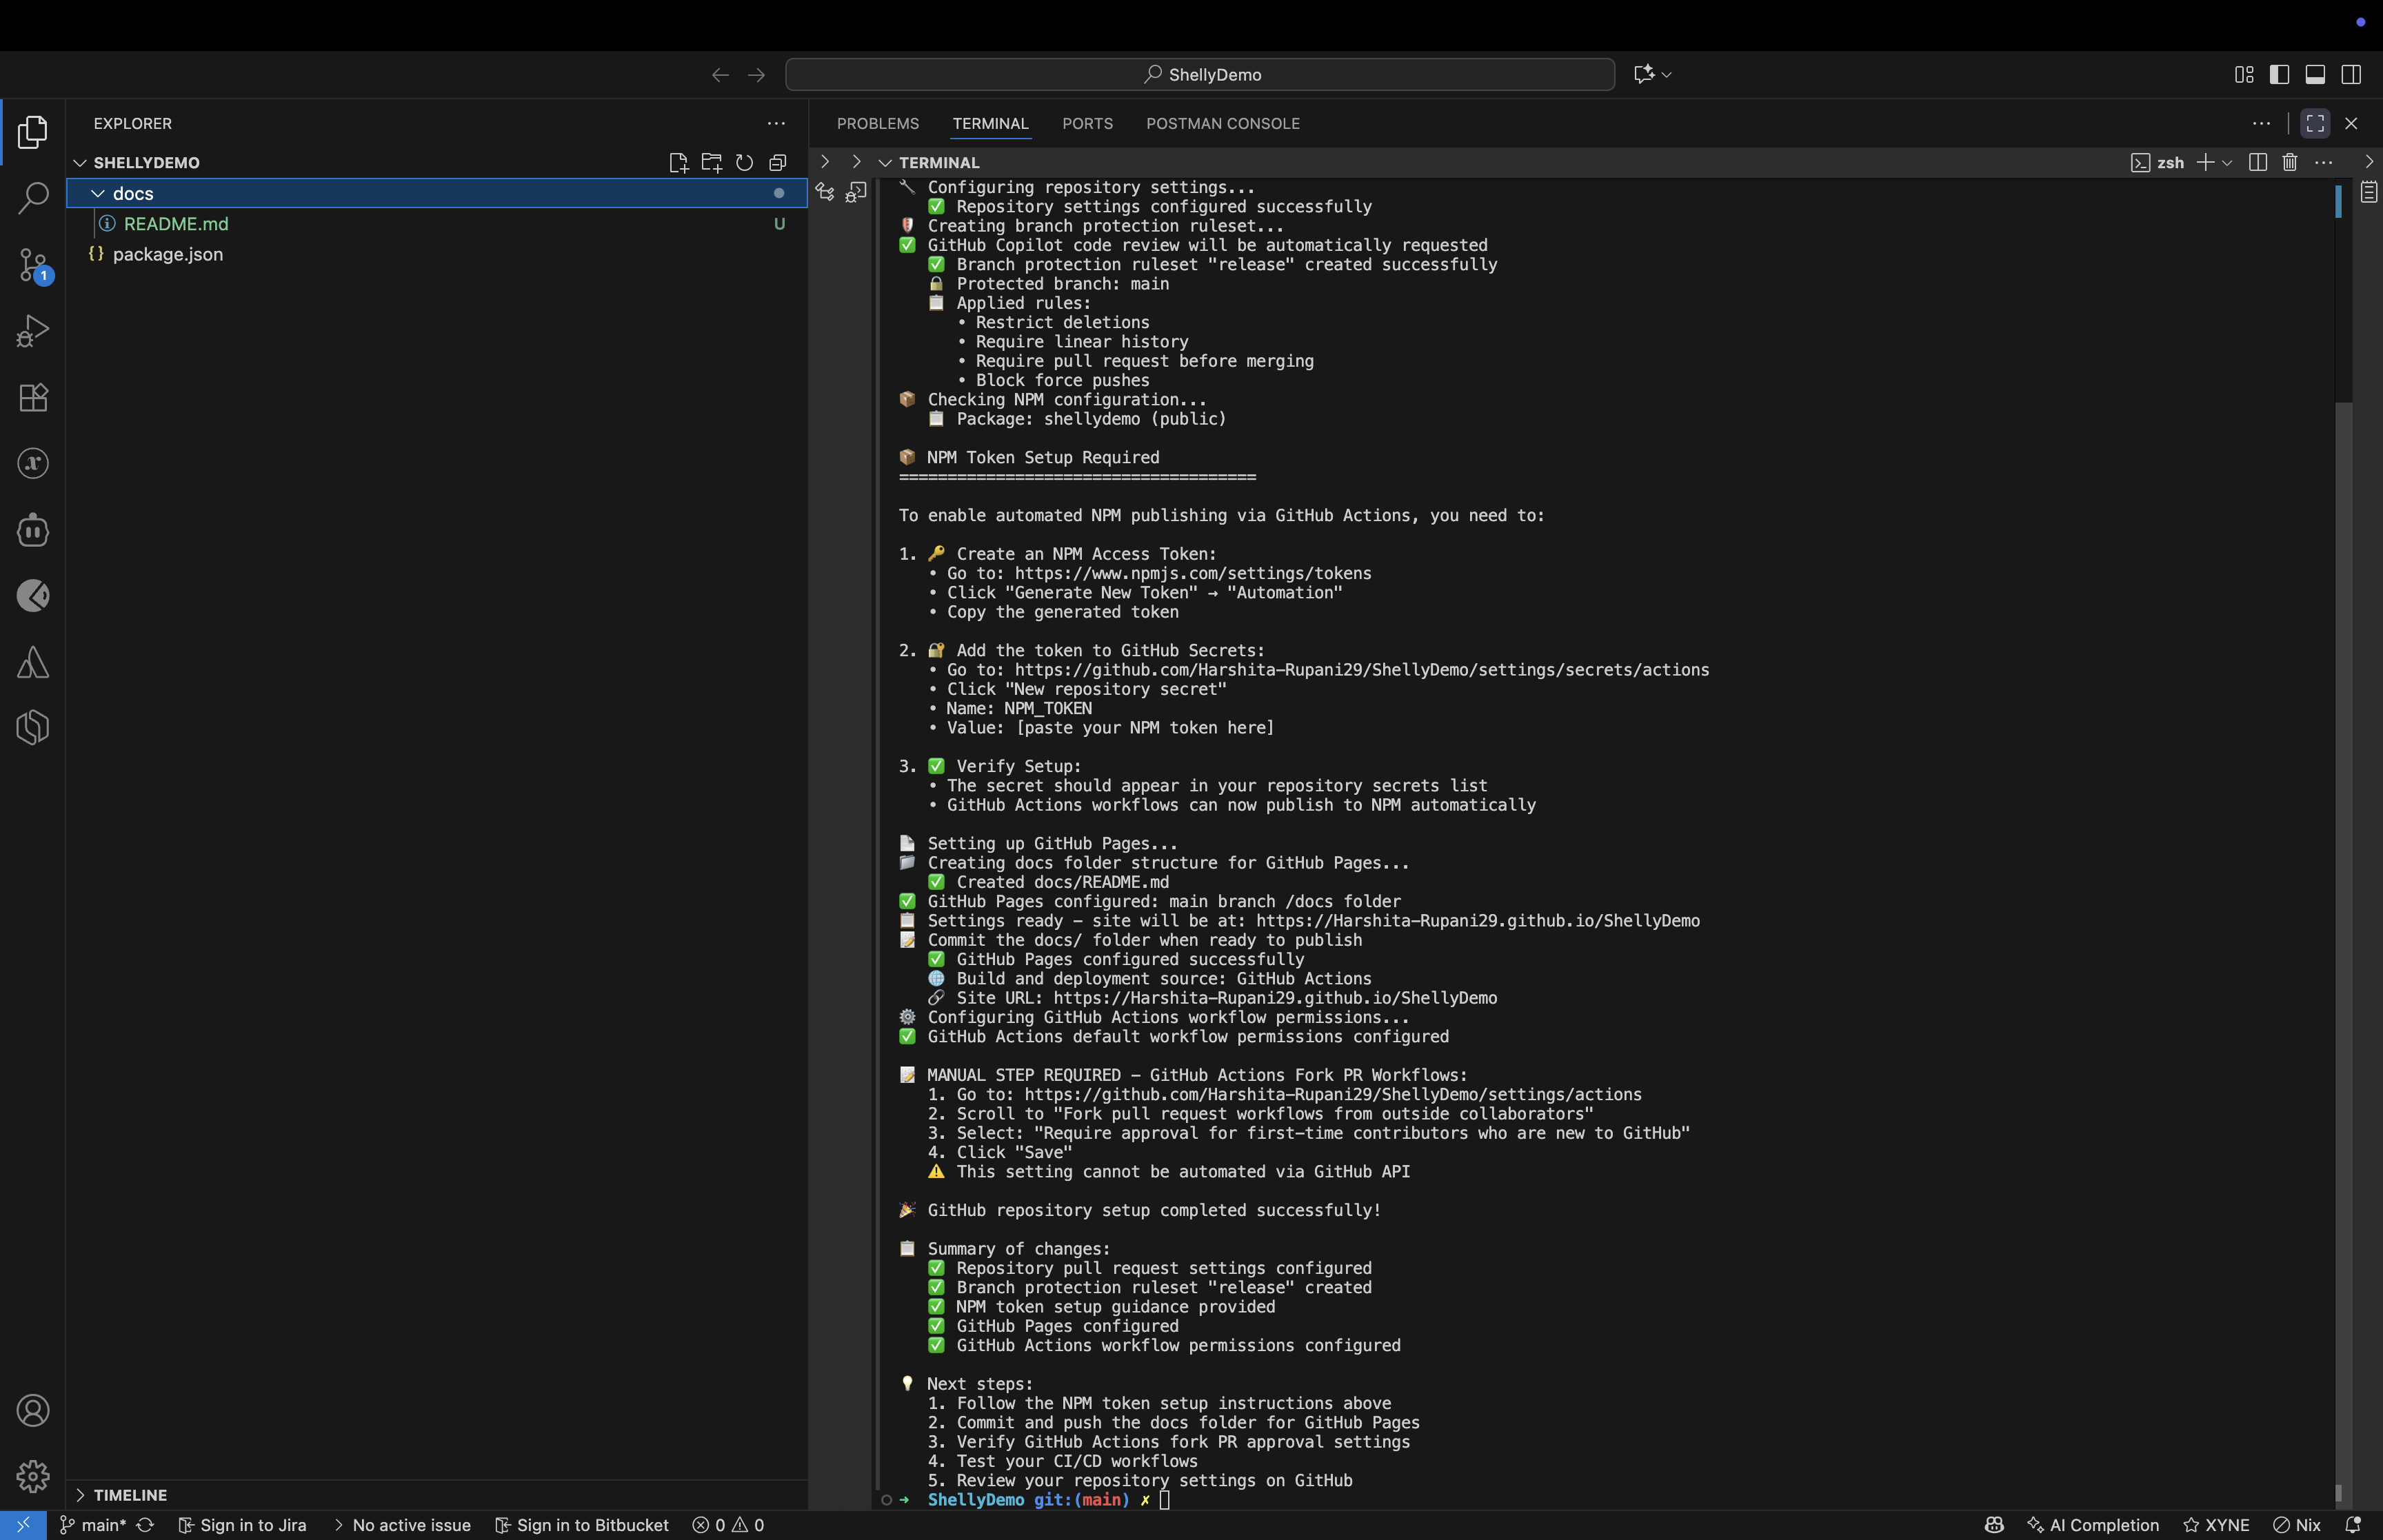 ShellyDemo
EXPLORER
SHELLYDEMO
docs
README.md
U
package.json
1
TIMELINE
PROBLEMS
TERMINAL
PORTS
POSTMAN CONSOLE
TERMINAL
zsh
🔧 Configuring repository settings...
✅ Repository settings configured successfully
Creating branch protection ruleset...
✅ GitHub Copilot code review will be automatically requested
✅ Branch protection ruleset "release" created successfully
🔒 Protected branch: main
📋 Applied rules:
• Restrict deletions
• Require linear history
• Require pull request before merging
• Block force pushes
📦 Checking NPM configuration...
📋 Package: shellydemo (public)
📦 NPM Token Setup Required
=====================================
To enable automated NPM publishing via GitHub Actions, you need to:
1. 🔑 Create an NPM Access Token:
• Go to: https://www.npmjs.com/settings/tokens
• Click "Generate New Token" → "Automation"
• Copy the generated token
2. 🔐 Add the token to GitHub Secrets:
• Go to: https://github.com/Harshita-Rupani29/ShellyDemo/settings/secrets/actions
• Click "New repository secret"
• Name: NPM_TOKEN
• Value: [paste your NPM token here]
3. ✅ Verify Setup:
• The secret should appear in your repository secrets list
• GitHub Actions workflows can now publish to NPM automatically
📄 Setting up GitHub Pages...
📁 Creating docs folder structure for GitHub Pages...
✅ Created docs/README.md
✅ GitHub Pages configured: main branch /docs folder
📋 Settings ready - site will be at: https://Harshita-Rupani29.github.io/ShellyDemo
📝 Commit the docs/ folder when ready to publish
✅ GitHub Pages configured successfully
🌐 Build and deployment source: GitHub Actions
🔗 Site URL: https://Harshita-Rupani29.github.io/ShellyDemo
⚙️ Configuring GitHub Actions workflow permissions...
✅ GitHub Actions default workflow permissions configured
📝 MANUAL STEP REQUIRED - GitHub Actions Fork PR Workflows:
1. Go to: https://github.com/Harshita-Rupani29/ShellyDemo/settings/actions
2. Scroll to "Fork pull request workflows from outside collaborators"
3. Select: "Require approval for first-time contributors who are new to GitHub"
4. Click "Save"
⚠️ This setting cannot be automated via GitHub API
🎉 GitHub repository setup completed successfully!
📋 Summary of changes:
✅ Repository pull request settings configured
✅ Branch protection ruleset "release" created
✅ NPM token setup guidance provided
✅ GitHub Pages configured
✅ GitHub Actions workflow permissions configured
💡 Next steps:
1. Follow the NPM token setup instructions above
2. Commit and push the docs folder for GitHub Pages
3. Verify GitHub Actions fork PR approval settings
4. Test your CI/CD workflows
5. Review your repository settings on GitHub
➜ ShellyDemo git:(main) ✗
main* Sign in to Jira No active issue Sign in to Bitbucket 0 0 AI Completion XYNE Nix